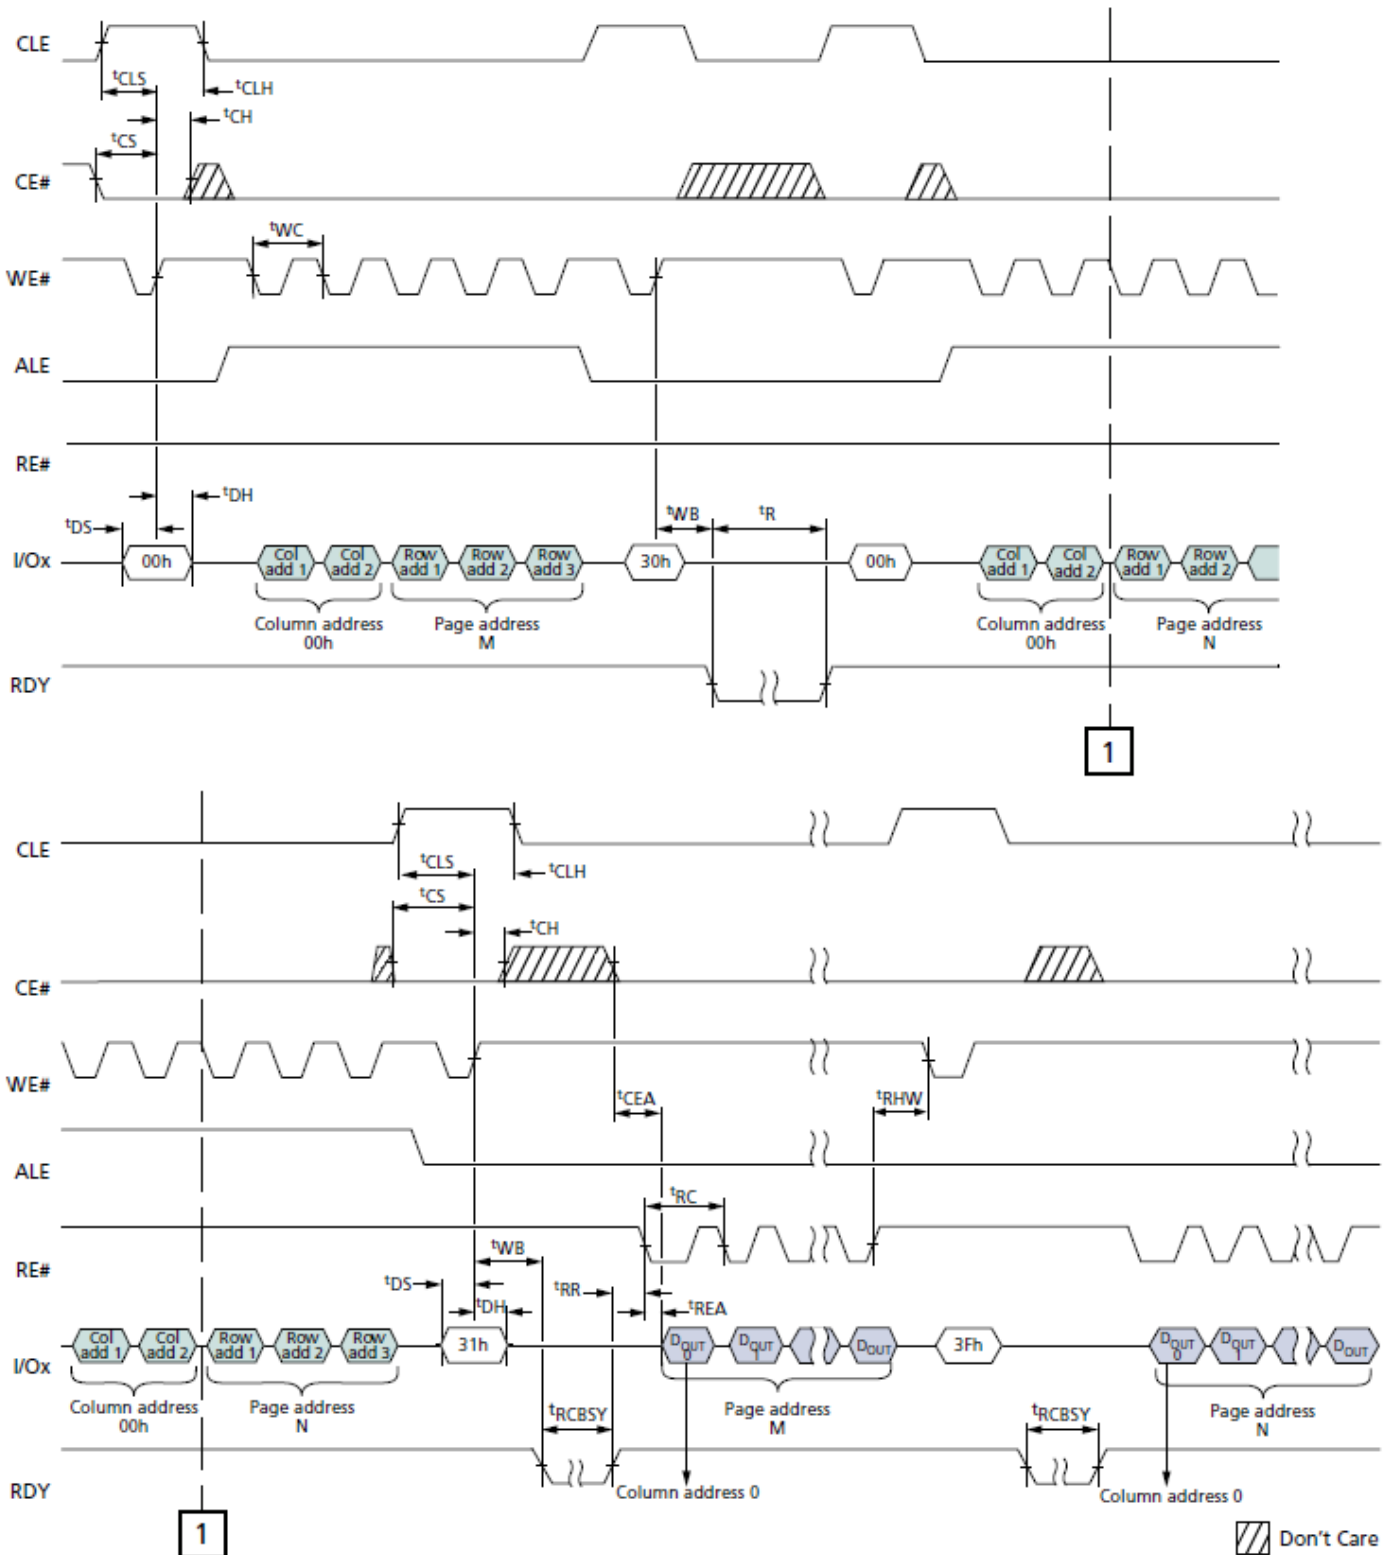 CLE
tCLS
tCLH
tCH
tCS
CE#
tWC
WE#
ALE
RE#
tDH
tDS
tWB
tR
I/Ox
00h
Col add 1
Col add 2
Row add 1
Row add 2
Row add 3
30h
00h
Col add 1
Col add 2
Row add 1
Row add 2
Column address 00h
Page address M
Column address 00h
Page address N
RDY
1
CLE
tCLS
tCLH
tCS
tCH
CE#
WE#
tCEA
tRHW
ALE
tRC
tWB
RE#
tDS
tRR
tDH
tREA
I/Ox
Col add 1
Col add 2
Row add 1
Row add 2
Row add 3
31h
DOUT 0
DOUT 1
DOUT
3Fh
DOUT 0
DOUT 1
DOUT
Column address 00h
Page address N
tRCBSY
Page address M
tRCBSY
Page address N
RDY
Column address 0
Column address 0
1
Don't Care